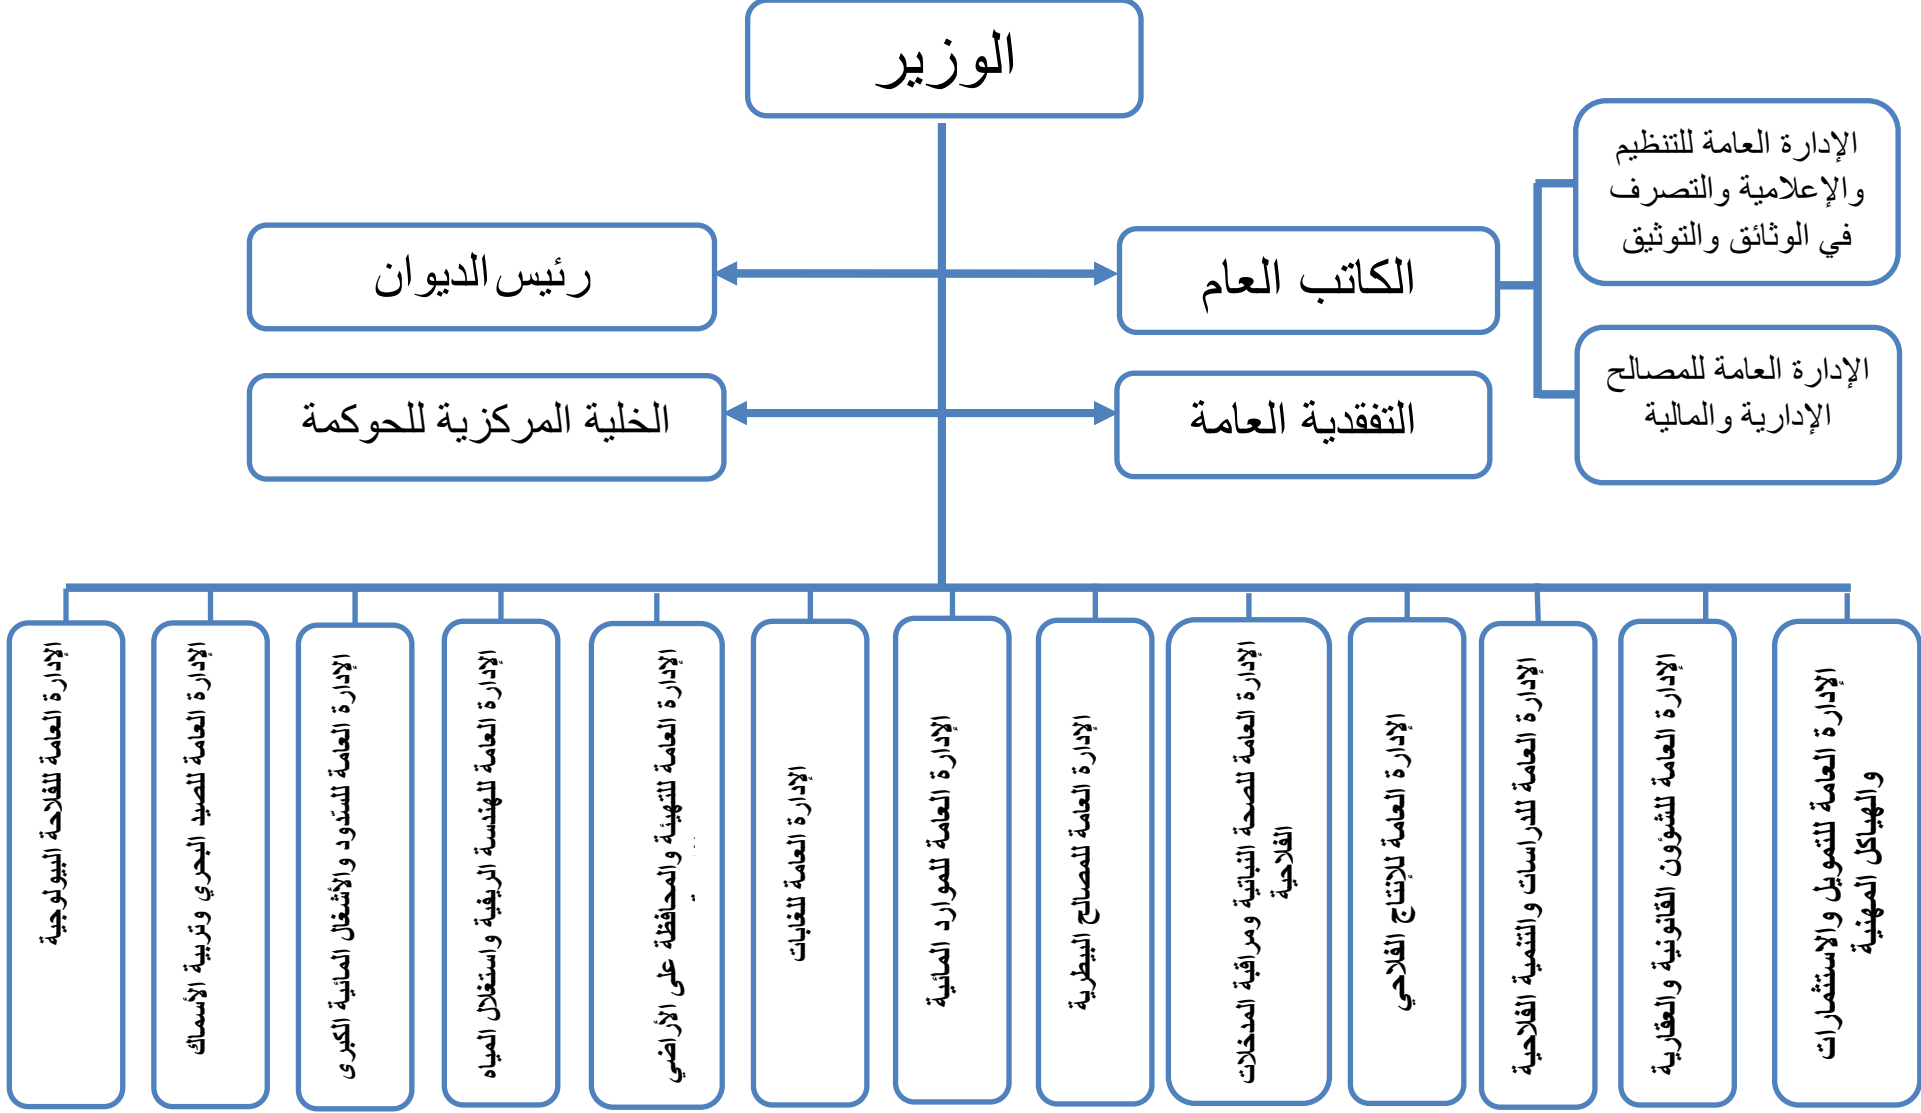 الوزير
الإدارة العامة للتنظيم
والإعلامية والتصرف
في الوثائق والتوثيق
الكاتب العام
رئيس الديوان
الإدارة العامة للمصالح
الإدارية والمالية
التفقدية العامة
الخلية المركزية للحوكمة
الإدارة العامة للتمويل والاستثمارات
والهياكل المهنية
الإدارة العامة للشؤون القانونية والعقارية
الإدارة العامة للدراسات والتنمية الفلاحية
الإدارة العامة للإنتاج الفلاحي
الإدارة العامة للصحة النباتية ومراقبة المدخلات
الفلاحية
الإدارة العامة للمصالح البيطرية
الإدارة العامة للموارد المائية
الإدارة العامة للغابات
الإدارة العامة للتهيئة والمحافظة على الأراضي
الإدارة العامة للهندسة الريفية واستغلال المياه
الإدارة العامة للسدود والأشغال المائية الكبرى
الإدارة العامة للصيد البحري وتربية الأسماك
الإدارة العامة للفلاحة البيولوجية